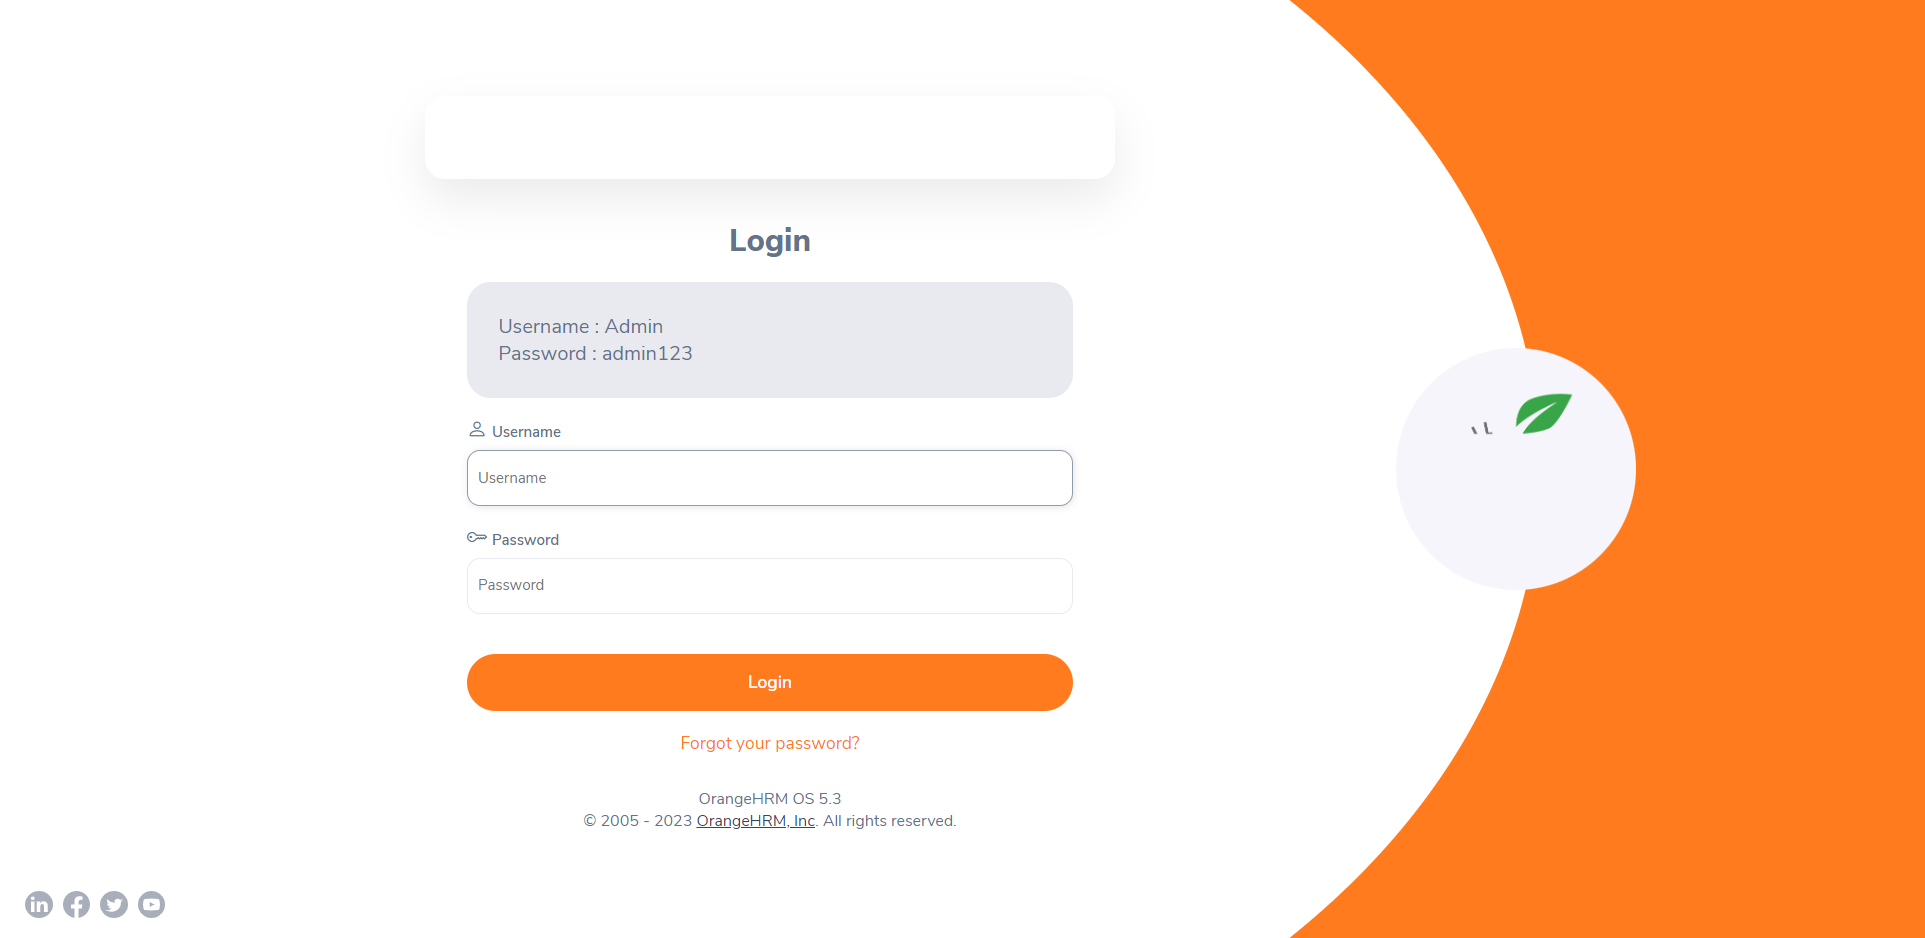 Login
Username : Admin
Password : admin123
Username
Username
Password
Password
Login
Forgot your password?
OrangeHRM OS 5.3
© 2005 - 2023 OrangeHRM, Inc. All rights reserved.